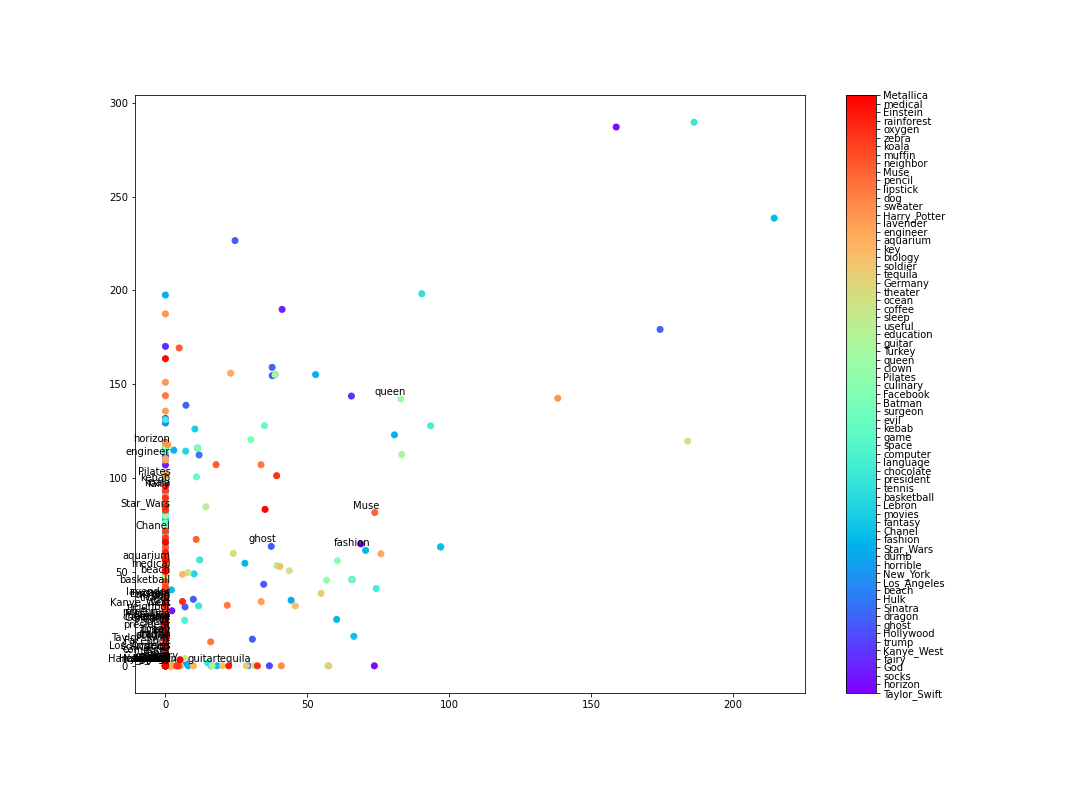 300
250
200
150
100
50
0
0
50
100
150
200
queen
horizon
engineer
Pilates
kebab
Star_Wars
Muse
Chanel
ghost
fashion
aquarium
medical
beach
basketball
Kanye_West
president
guitar
tequila
Metallica
medical
Einstein
rainforest
oxygen
zebra
koala
muffin
neighbor
Muse
pencil
lipstick
dog
sweater
Harry_Potter
lavender
engineer
aquarium
key
biology
soldier
tequila
Germany
theater
ocean
coffee
sleep
useful
education
guitar
Turkey
queen
clown
Pilates
culinary
Facebook
Batman
surgeon
evil
kebab
game
space
computer
language
chocolate
president
tennis
basketball
Lebron
movies
fantasy
Chanel
fashion
Star_Wars
dumb
horrible
New_York
Los_Angeles
beach
Hulk
Sinatra
dragon
ghost
Hollywood
trump
Kanye_West
fairy
God
socks
horizon
Taylor_Swift